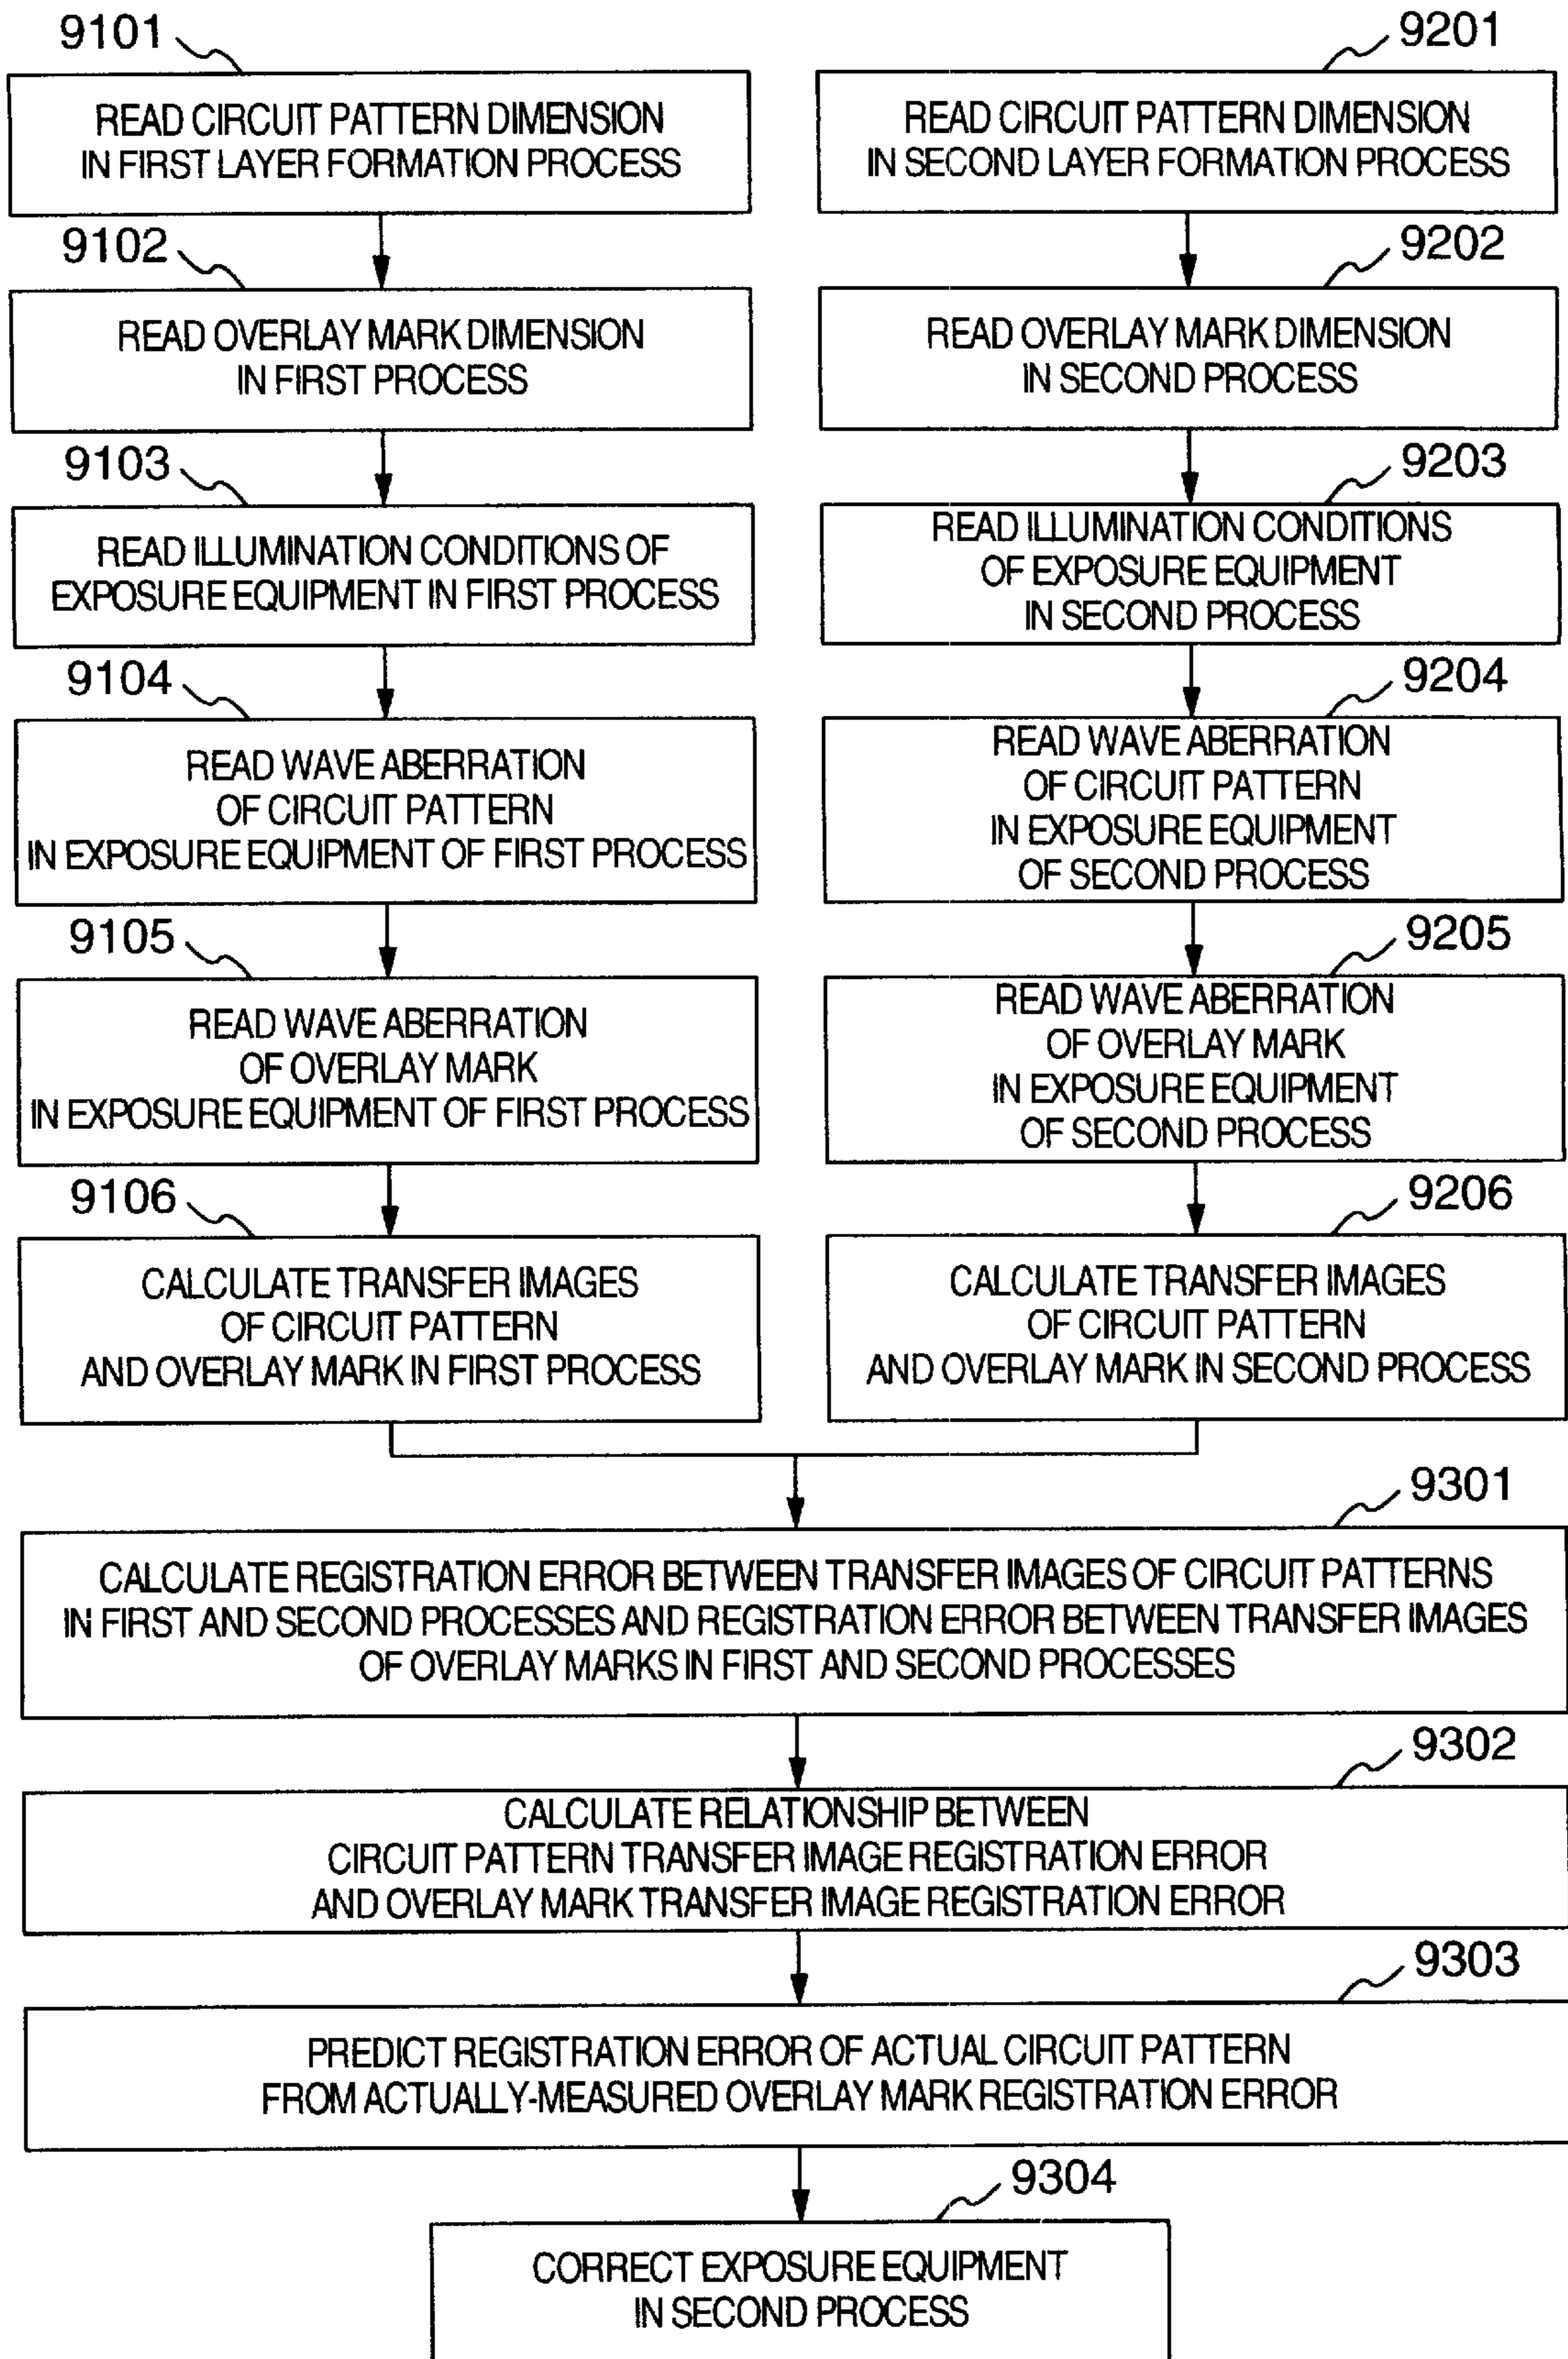 9101
READ CIRCUIT PATTERN DIMENSION
IN FIRST LAYER FORMATION PROCESS
9102
READ OVERLAY MARK DIMENSION
IN FIRST PROCESS
9103
READ ILLUMINATION CONDITIONS OF
EXPOSURE EQUIPMENT IN FIRST PROCESS
9104
READ WAVE ABERRATION
OF CIRCUIT PATTERN
IN EXPOSURE EQUIPMENT OF FIRST PROCESS
9105
READ WAVE ABERRATION
OF OVERLAY MARK
IN EXPOSURE EQUIPMENT OF FIRST PROCESS
9106
CALCULATE TRANSFER IMAGES
OF CIRCUIT PATTERN
AND OVERLAY MARK IN FIRST PROCESS
9201
READ CIRCUIT PATTERN DIMENSION
IN SECOND LAYER FORMATION PROCESS
9202
READ OVERLAY MARK DIMENSION
IN SECOND PROCESS
9203
READ ILLUMINATION CONDITIONS
OF EXPOSURE EQUIPMENT
IN SECOND PROCESS
9204
READ WAVE ABERRATION
OF CIRCUIT PATTERN
IN EXPOSURE EQUIPMENT
OF SECOND PROCESS
9205
READ WAVE ABERRATION
OF OVERLAY MARK
IN EXPOSURE EQUIPMENT
OF SECOND PROCESS
9206
CALCULATE TRANSFER IMAGES
OF CIRCUIT PATTERN
AND OVERLAY MARK IN SECOND PROCESS
9301
CALCULATE REGISTRATION ERROR BETWEEN TRANSFER IMAGES OF CIRCUIT PATTERNS
IN FIRST AND SECOND PROCESSES AND REGISTRATION ERROR BETWEEN TRANSFER IMAGES
OF OVERLAY MARKS IN FIRST AND SECOND PROCESSES
9302
CALCULATE RELATIONSHIP BETWEEN
CIRCUIT PATTERN TRANSFER IMAGE REGISTRATION ERROR
AND OVERLAY MARK TRANSFER IMAGE REGISTRATION ERROR
9303
PREDICT REGISTRATION ERROR OF ACTUAL CIRCUIT PATTERN
FROM ACTUALLY-MEASURED OVERLAY MARK REGISTRATION ERROR
9304
CORRECT EXPOSURE EQUIPMENT
IN SECOND PROCESS